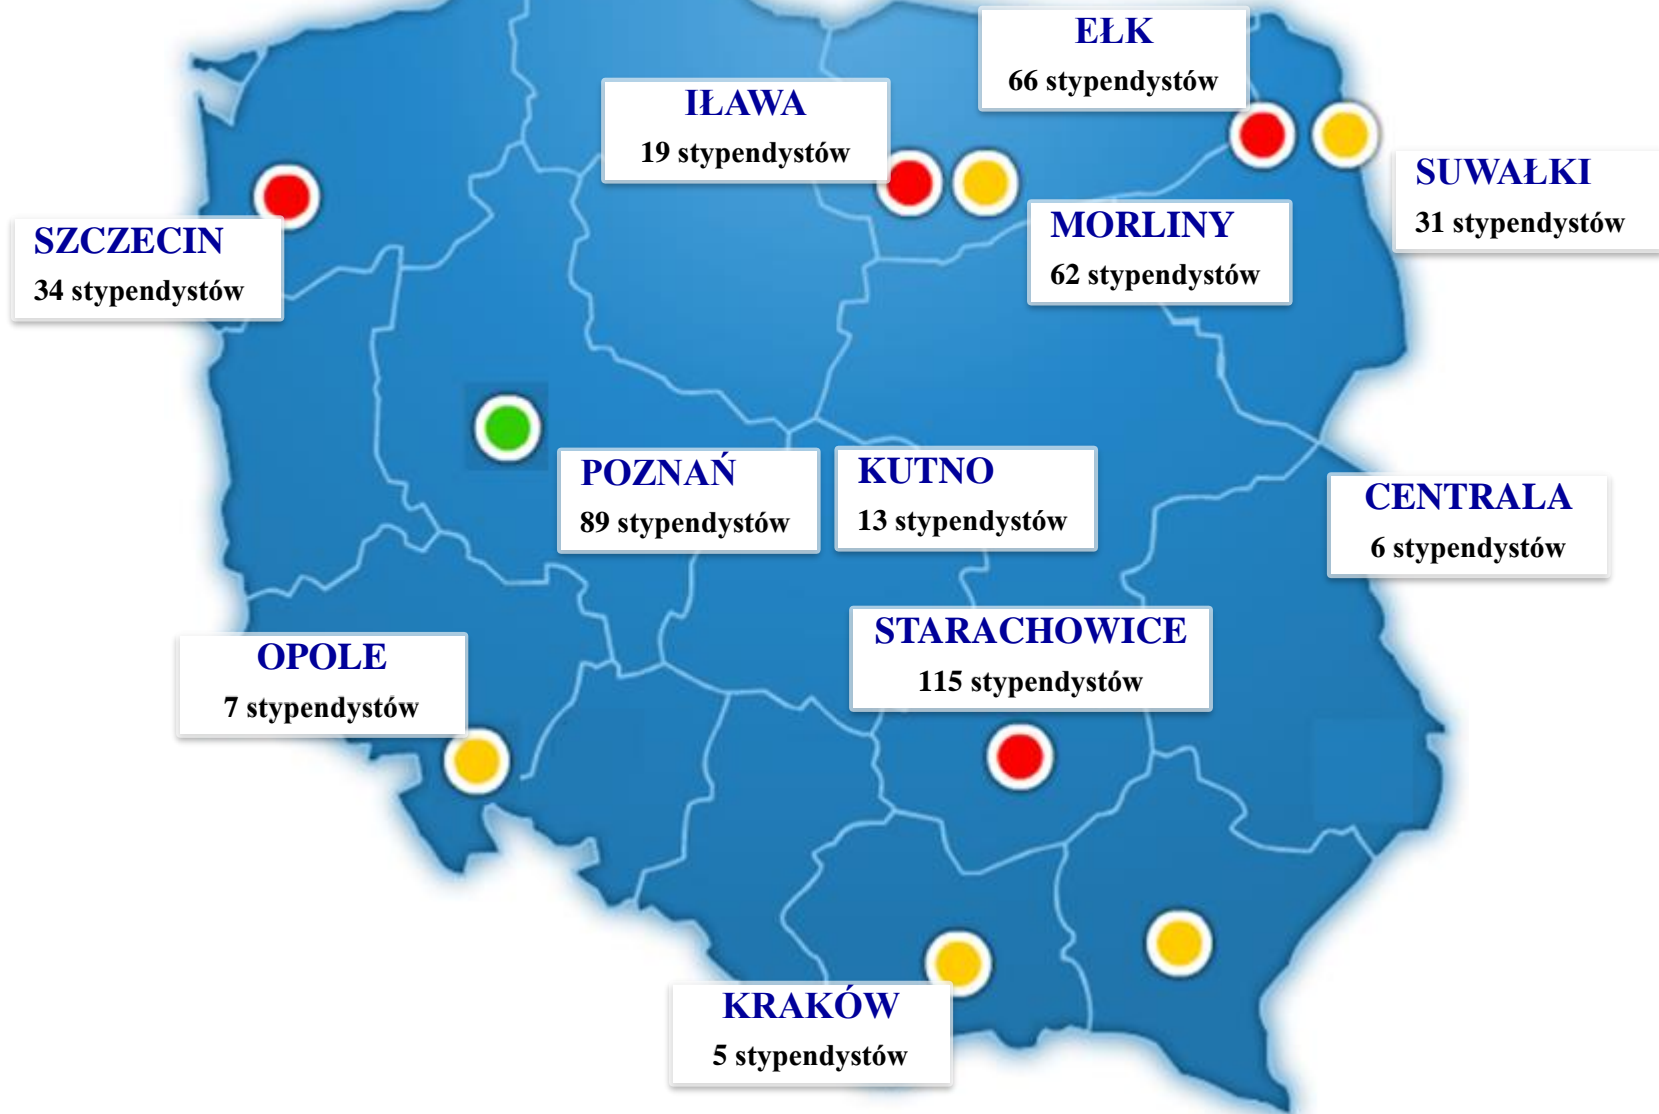 EŁK
66 stypendystów
IŁAWA
19 stypendystów
SUWAŁKI
31 stypendystów
MORLINY
62 stypendystów
SZCZECIN
34 stypendystów
POZNAŃ
89 stypendystów
KUTNO
13 stypendystów
CENTRALA
6 stypendystów
STARACHOWICE
115 stypendystów
OPOLE
7 stypendystów
KRAKÓW
5 stypendystów